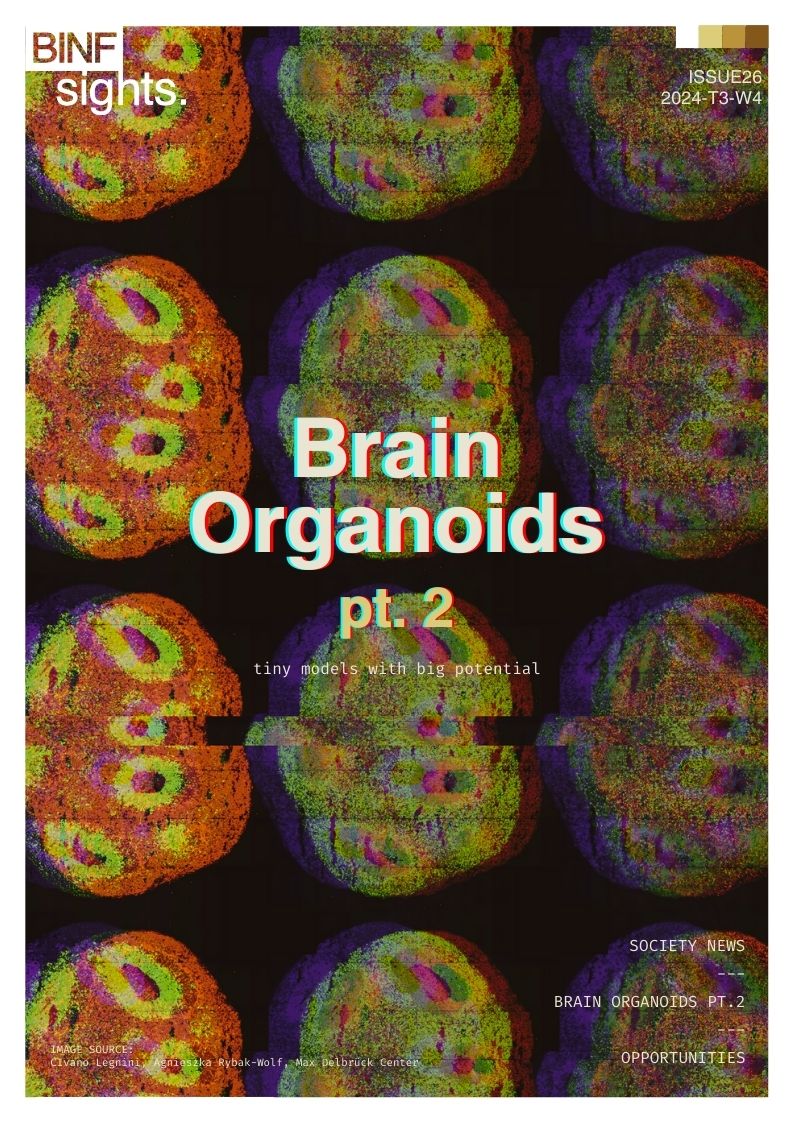 BINF
sights.
ISSUE26
2024-T3-W4
Brain
Organoids
pt. 2
tiny models with big potential
SOCIETY NEWS
---
BRAIN ORGANOIDS PT.2
---
OPPORTUNITIES
IMAGE SOURCE:
Civano Legnini, Agnieszka Rybak-Wolf, Max Delbrück Center